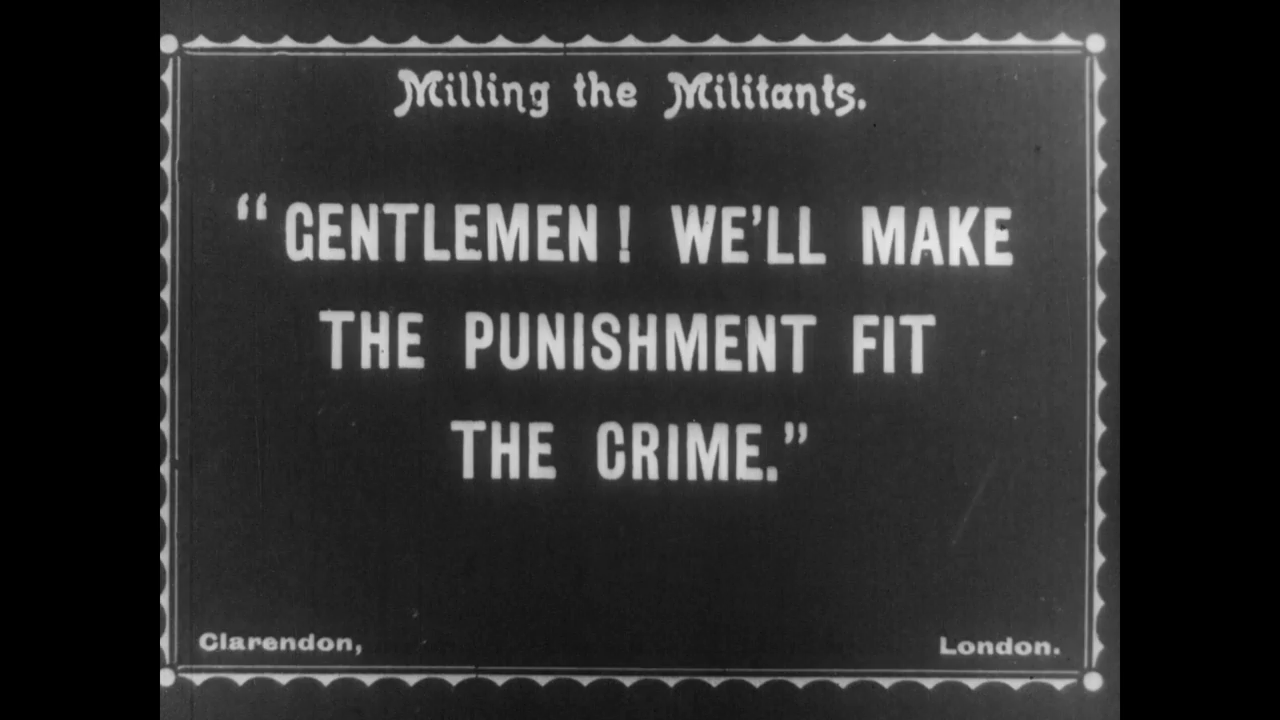 Milling the Militants.
“GENTLEMEN! WE’LL MAKE
THE PUNISHMENT FIT
THE CRIME.”
Clarendon, London.